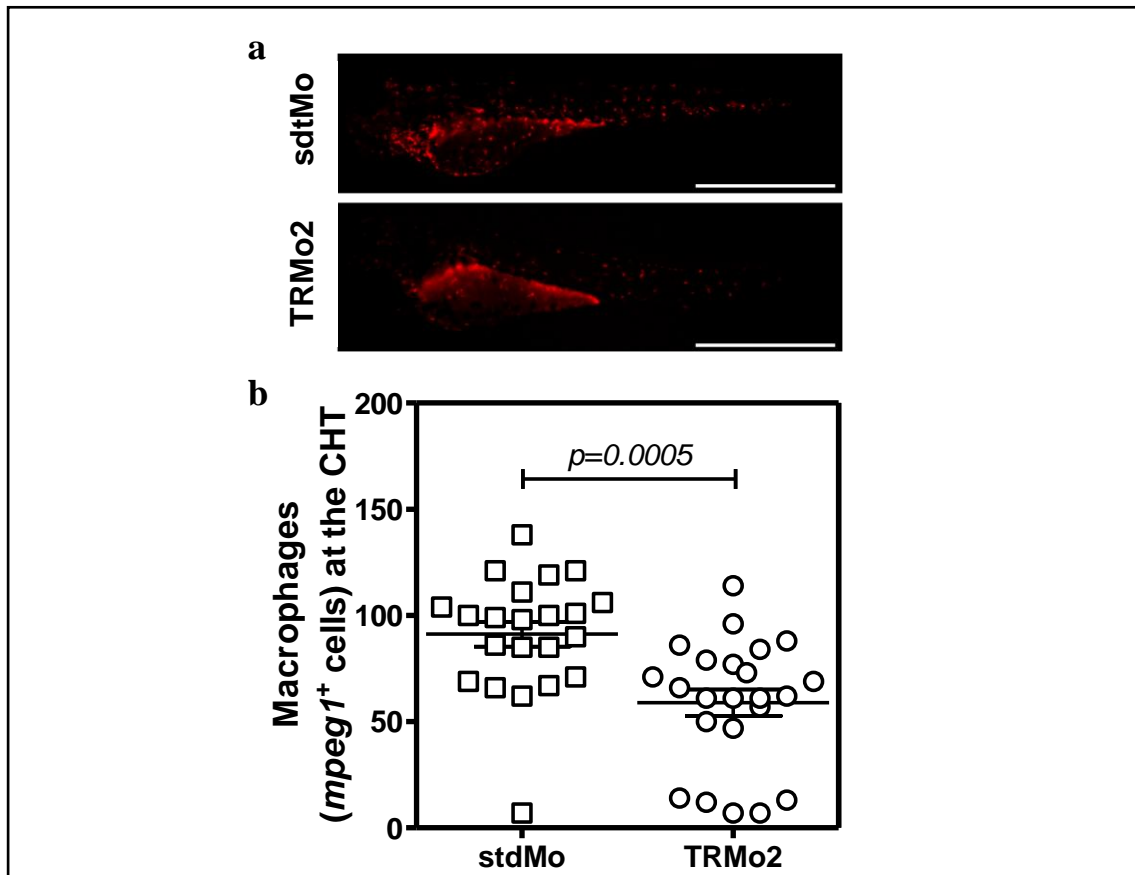 a
sdtMo
TRMo2
b
Macrophages
(mpeg1+ cells) at the CHT
200
150
100
50
0
p=0.0005
stdMo
TRMo2